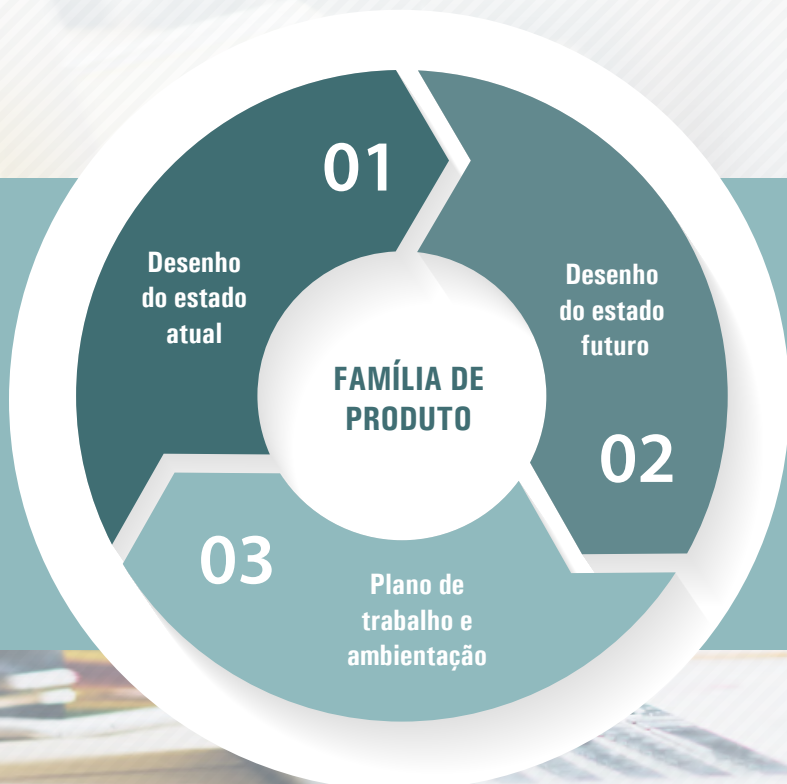 01
Desenho
do estado
atual
Desenho
do estado
futuro
02
FAMÍLIA DE
PRODUTO
03
Plano de
trabalho e
ambientação